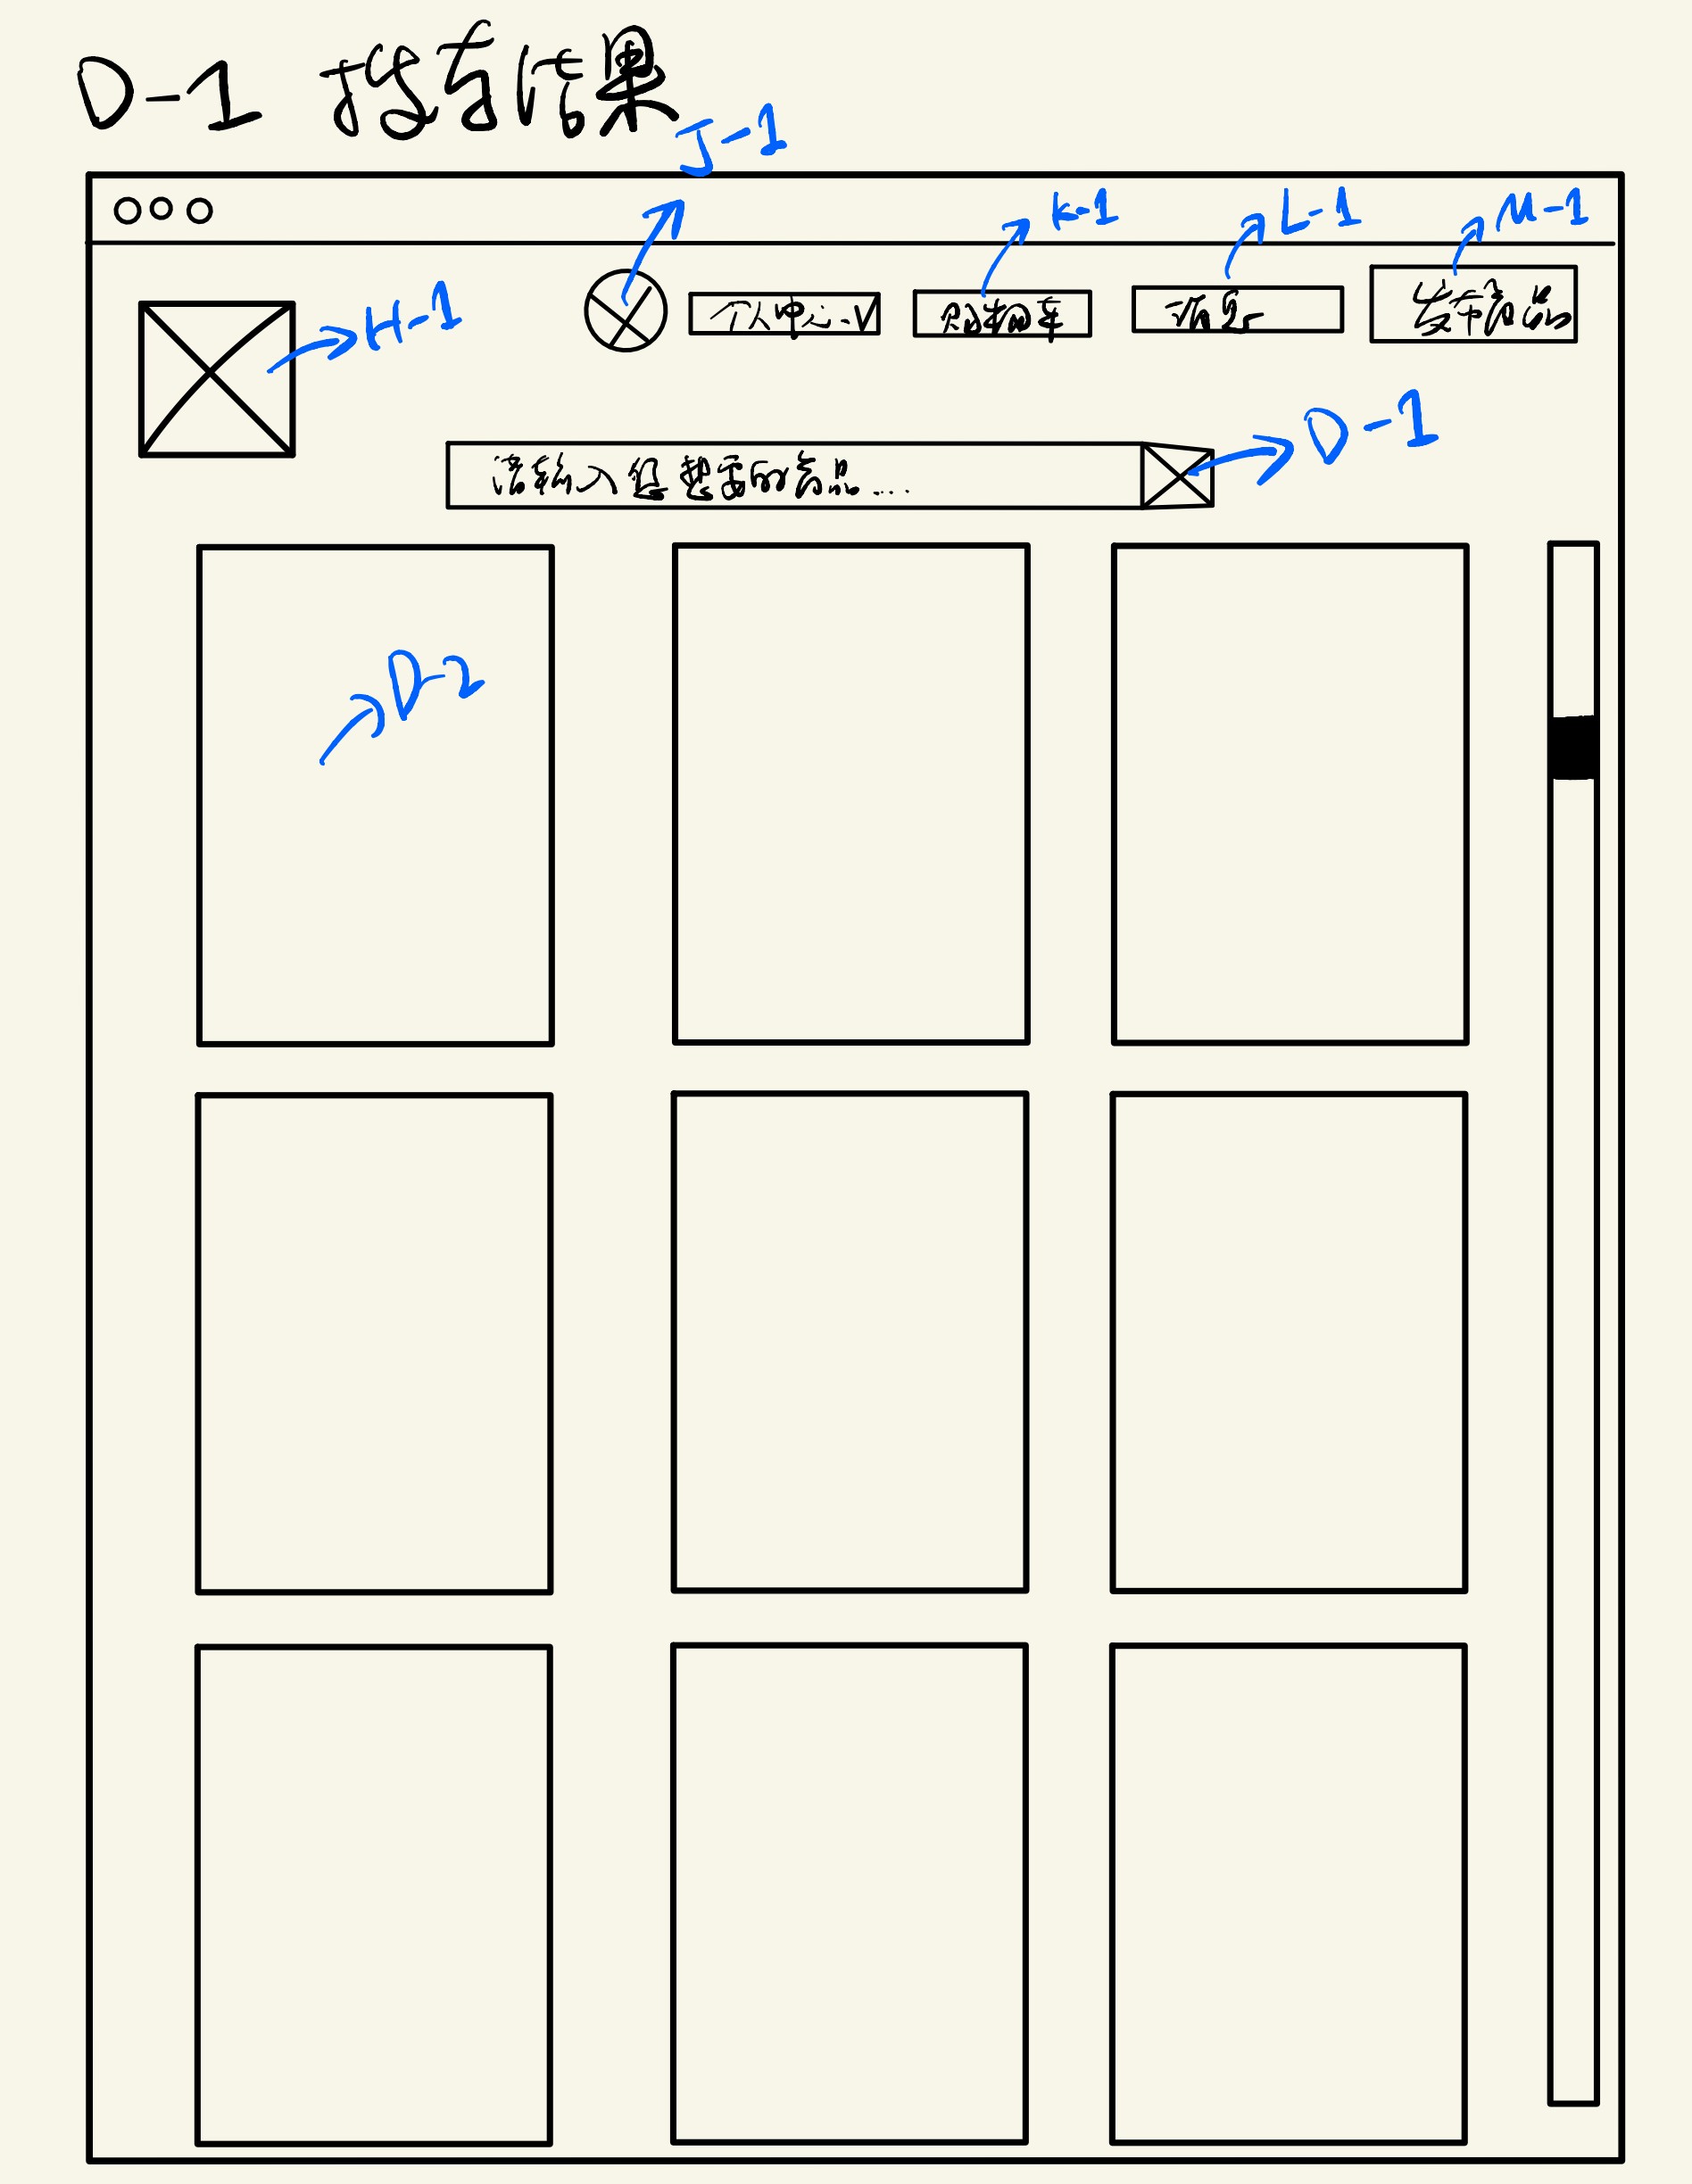 D-1 搜索结果
J-1
K-1
L-1
M-1
H-1
个人中心 V
购物车
消息
发布商品
D-1
请输入您想要的商品...
D-2